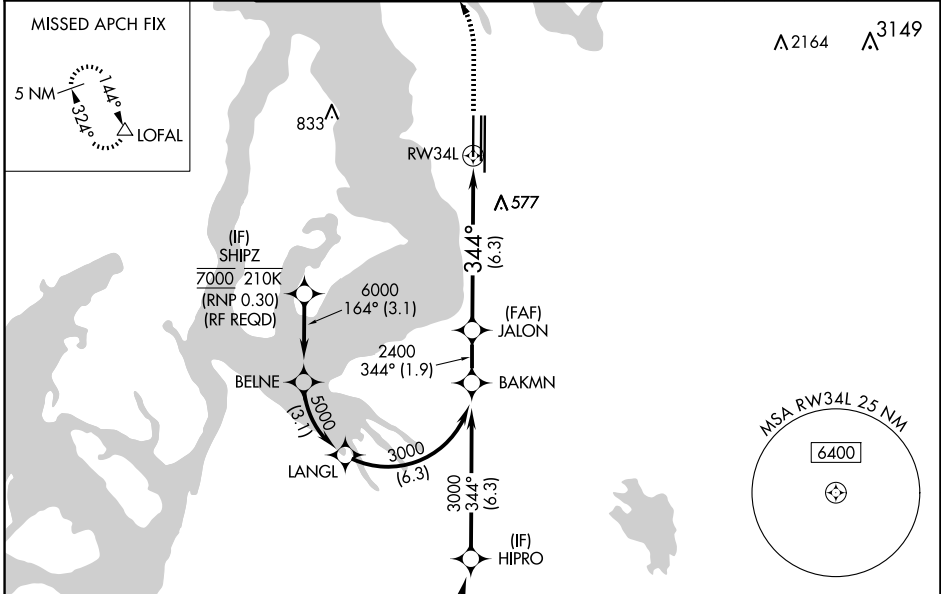 MISSED APCH FIX
5 NM
144°
324°
LOFAL
2164
3149
833
RW34L
577
(IF)
SHIPZ
7000 210K
(RNP 0.30)
(RF REQD)
6000
164° (3.1)
344°
(6.3)
(FAF)
JALON
2400
344° (1.9)
BELNE
BAKMN
5000
(3.1)
LANGL
3000
(6.3)
3000
344°
(6.3)
(IF)
HIPRO
MSA RW34L 25 NM
6400